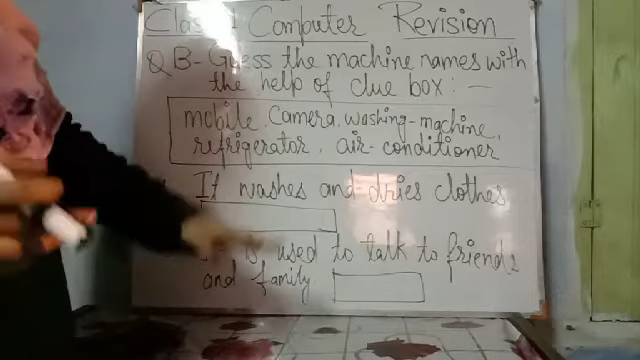 Class 1 Computer Revision
Q B- Guess the machine names with
the help of clue box: —
mobile, Camera, washing-machine,
refrigerator, air-conditioner
It washes and dries clothes
is used to talk to friends
and family